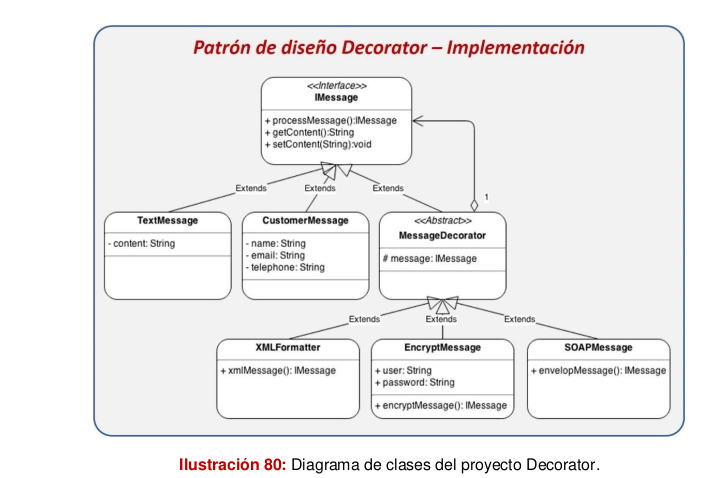 Patrón de diseño Decorator – Implementación
<<Interface>>
IMessage
+ processMessage():IMessage
+ getContent():String
+ setContent(String):void
Extends
Extends
Extends
1
TextMessage
- content: String
CustomerMessage
- name: String
- email: String
- telephone: String
<<Abstract>>
MessageDecorator
# message: IMessage
Extends
Extends
Extends
XMLFormatter
+ xmlMessage(): IMessage
EncryptMessage
+ user: String
+ password: String
+ encryptMessage(): IMessage
SOAPMessage
+ envelopMessage(): IMessage
Ilustración 80: Diagrama de clases del proyecto Decorator.